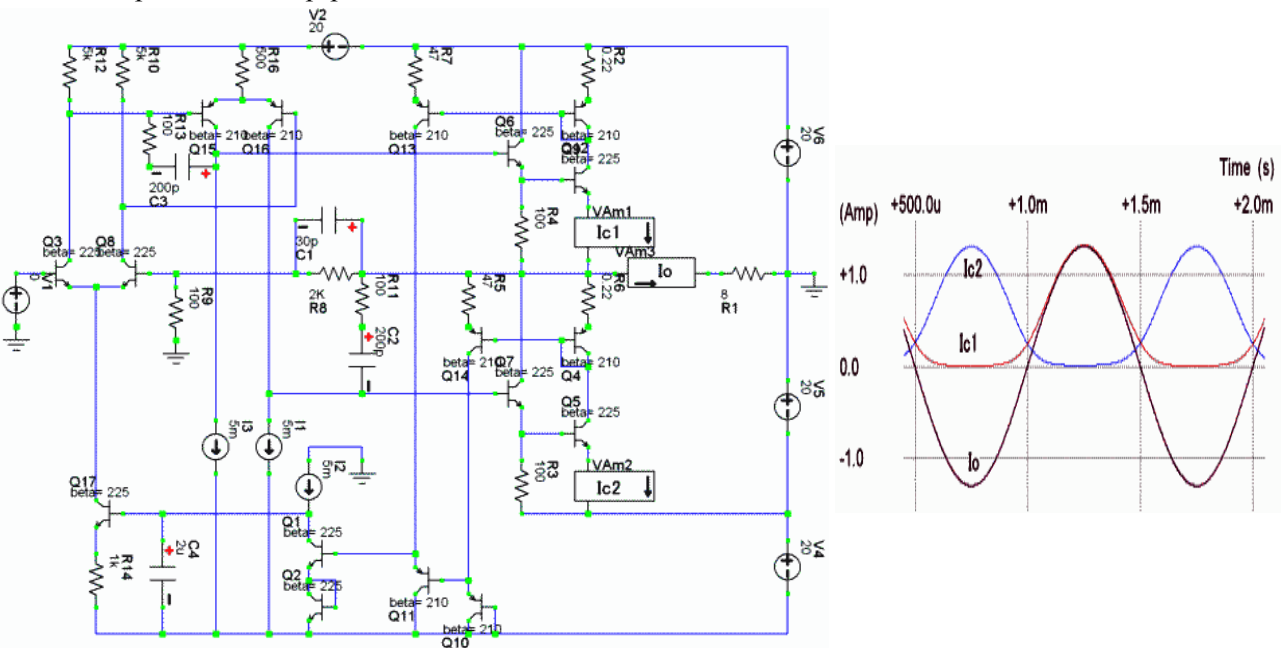 V2
20
R12
5k
R10
5k
R16
500
R7
47
R2
0.22
R13
100
beta= 210
Q15
beta= 210
Q16
beta= 210
Q13
Q6
beta= 225
beta= 210
beta= 225
V6
20
200p
C3
R4
100
VAm1
Ic1
VAm3
Io
Q3
beta= 225
Q8
beta= 225
30p
C1
V1
0
R9
100
2K
R8
R11
100
R5
47
R6
0.22
8
R1
C2
200p
beta= 210
Q14
Q7
beta= 225
beta= 210
Q4
Q5
beta= 225
V5
20
I3
5m
I1
5m
I2
5m
R3
100
VAm2
Ic2
Q17
beta= 225
R14
1k
C4
2u
Q1
beta= 225
Q2
beta= 225
beta= 210
Q11
beta= 210
Q10
V4
20
Time (s)
(Amp)
+500.0u
+1.0m
+1.5m
+2.0m
+1.0
0.0
-1.0
Ic2
Ic1
Io